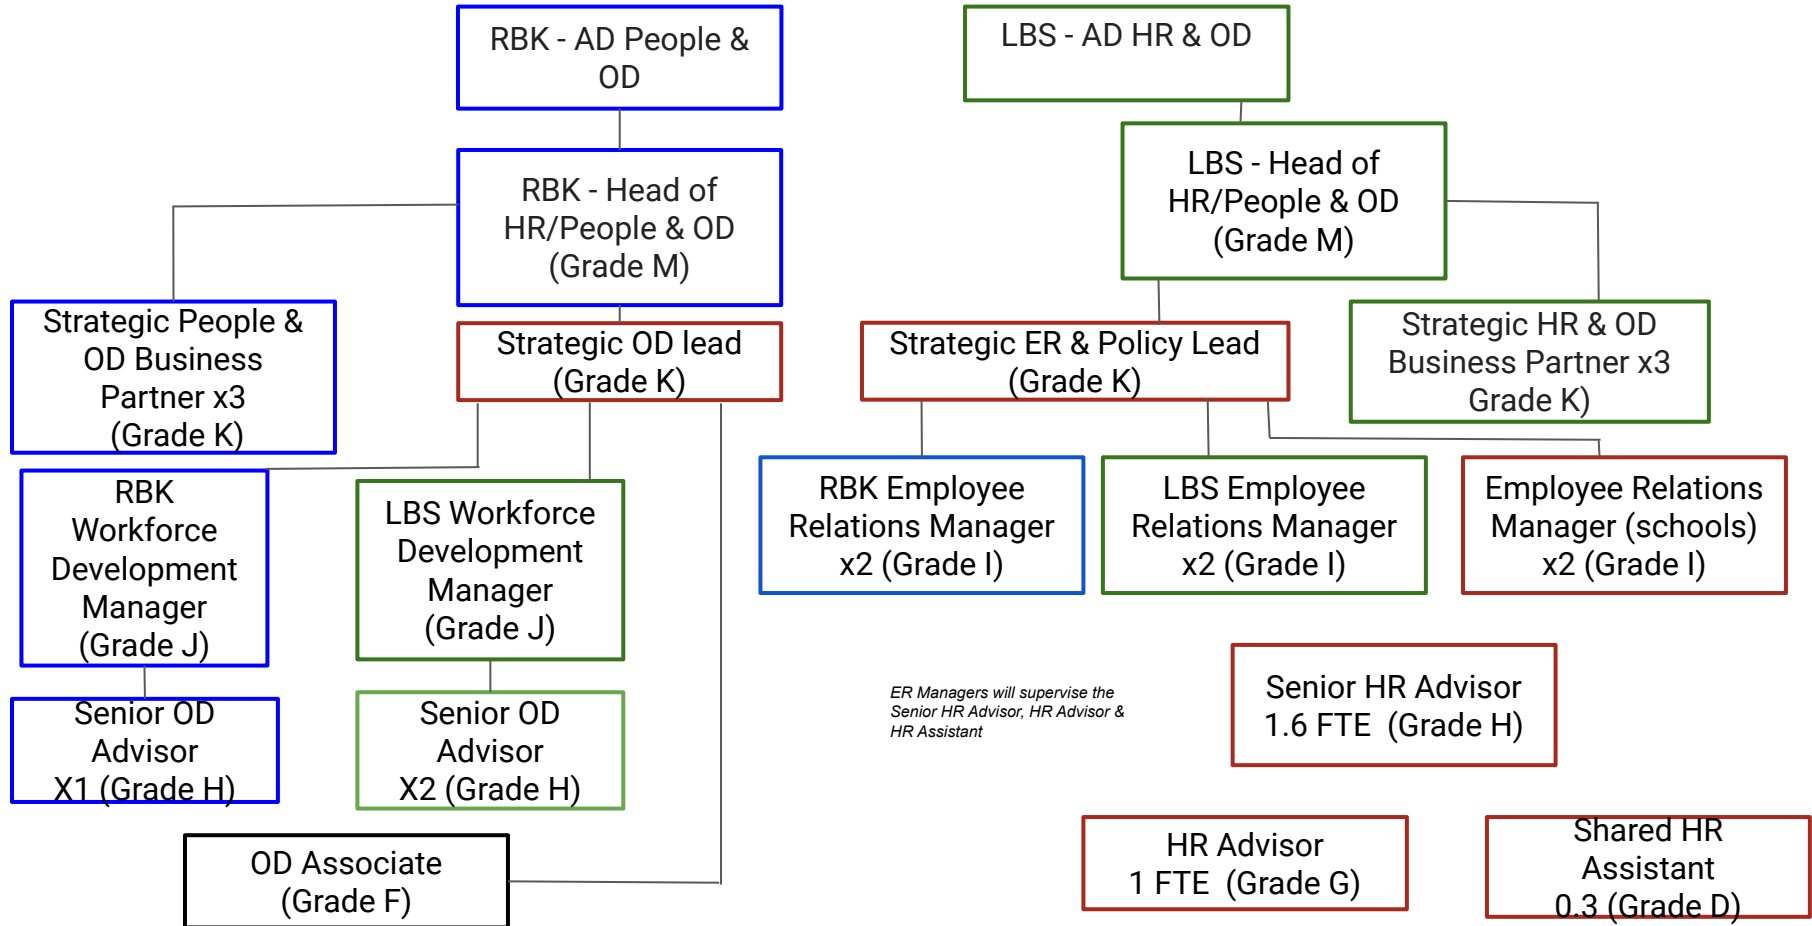 RBK - AD People &
OD
LBS - AD HR & OD
RBK - Head of
HR/People & OD
(Grade M)
LBS - Head of
HR/People & OD
(Grade M)
Strategic People &
OD Business
Partner x3
(Grade K)
Strategic OD lead
(Grade K)
Strategic ER & Policy Lead
(Grade K)
Strategic HR & OD
Business Partner x3
Grade K)
RBK
Workforce
Development
Manager
(Grade J)
LBS Workforce
Development
Manager
(Grade J)
RBK Employee
Relations Manager
x2 (Grade I)
LBS Employee
Relations Manager
x2 (Grade I)
Employee Relations
Manager (schools)
x2 (Grade I)
Senior OD
Advisor
X1 (Grade H)
Senior OD
Advisor
X2 (Grade H)
ER Managers will supervise the
Senior HR Advisor, HR Advisor &
HR Assistant
Senior HR Advisor
1.6 FTE (Grade H)
OD Associate
(Grade F)
HR Advisor
1 FTE (Grade G)
Shared HR
Assistant
0.3 (Grade D)